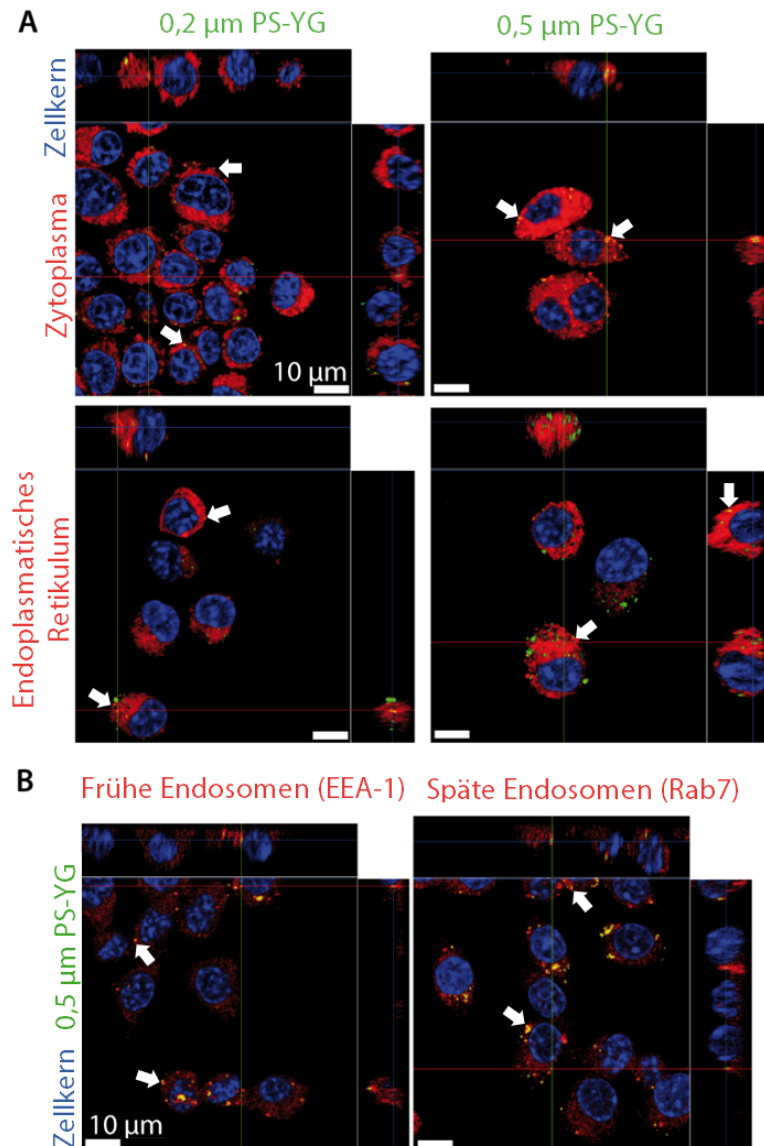 A
0,2 µm PS-YG
0,5 µm PS-YG
Zellkern
Zytoplasma
10 µm
Endoplasmatisches
Retikulum
B
Frühe Endosomen (EEA-1)
Späte Endosomen (Rab7)
Zellkern 0,5 µm PS-YG
10 µm